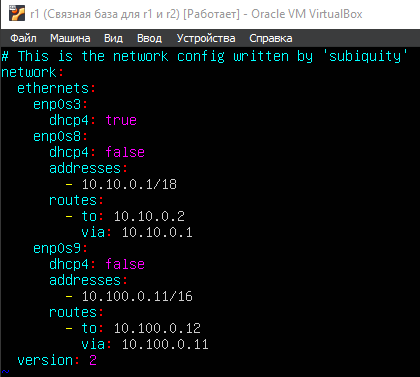 r1 (Связная база для r1 и r2) [Работает] - Oracle VM VirtualBox
Файл Машина Вид Ввод Устройства Справка
# This is the network config written by 'subiquity'
network:
  ethernets:
    enp0s3:
      dhcp4: true
    enp0s8:
      dhcp4: false
      addresses:
        - 10.10.0.1/18
      routes:
        - to: 10.10.0.2
          via: 10.10.0.1
    enp0s9:
      dhcp4: false
      addresses:
        - 10.100.0.11/16
      routes:
        - to: 10.100.0.12
          via: 10.100.0.11
  version: 2
~